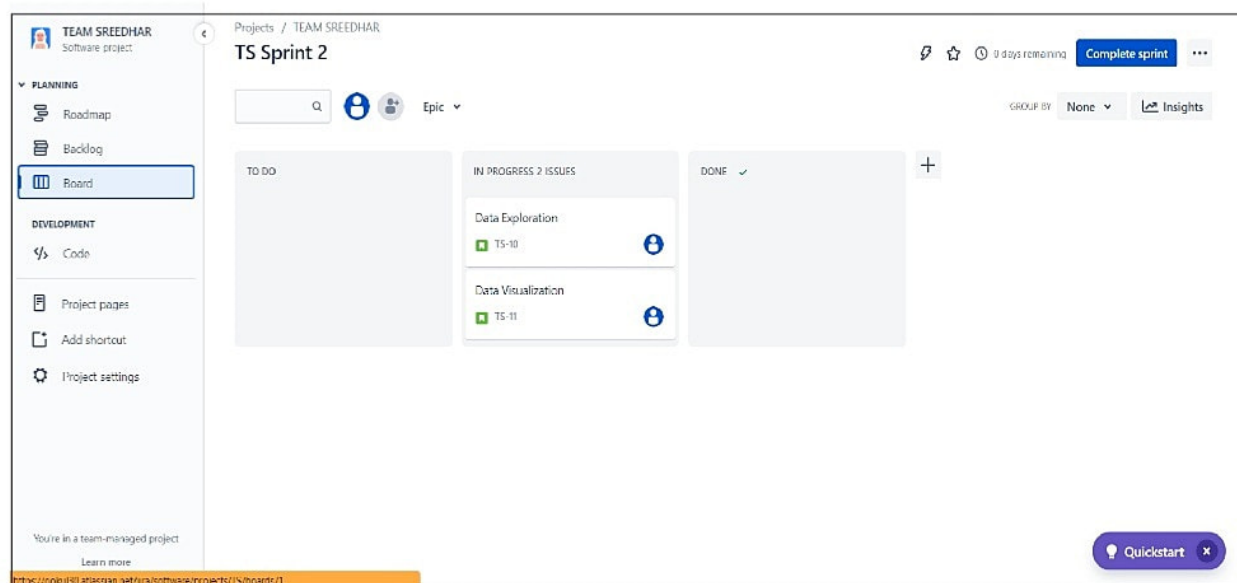 TEAM SREEDHAR
Software project
Projects / TEAM SREEDHAR
TS Sprint 2
0 days remaining
Complete sprint
PLANNING
Roadmap
Backlog
Board
DEVELOPMENT
Code
Project pages
Add shortcut
Project settings
Epic
GROUP BY None
Insights
TO DO
IN PROGRESS 2 ISSUES
Data Exploration
TS-10
Data Visualization
TS-11
DONE
You're in a team-managed project
Learn more
Quickstart